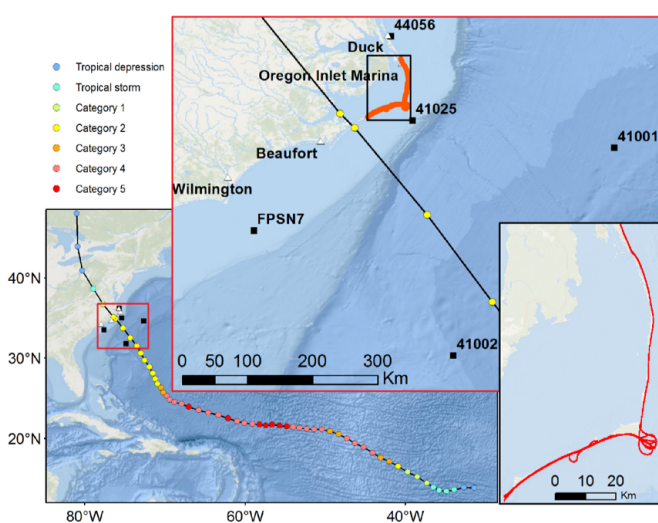 44056
Duck
Tropical depression
Oregon Inlet Marina
Tropical storm
Category 1
41025
Category 2
41001
Category 3
Beaufort
Category 4
Category 5
Wilmington
FPSN7
40°N
41002
30°N
0 50 100 200 300
Km
20°N
0 10 20
KM
80°W 60°W 40°W